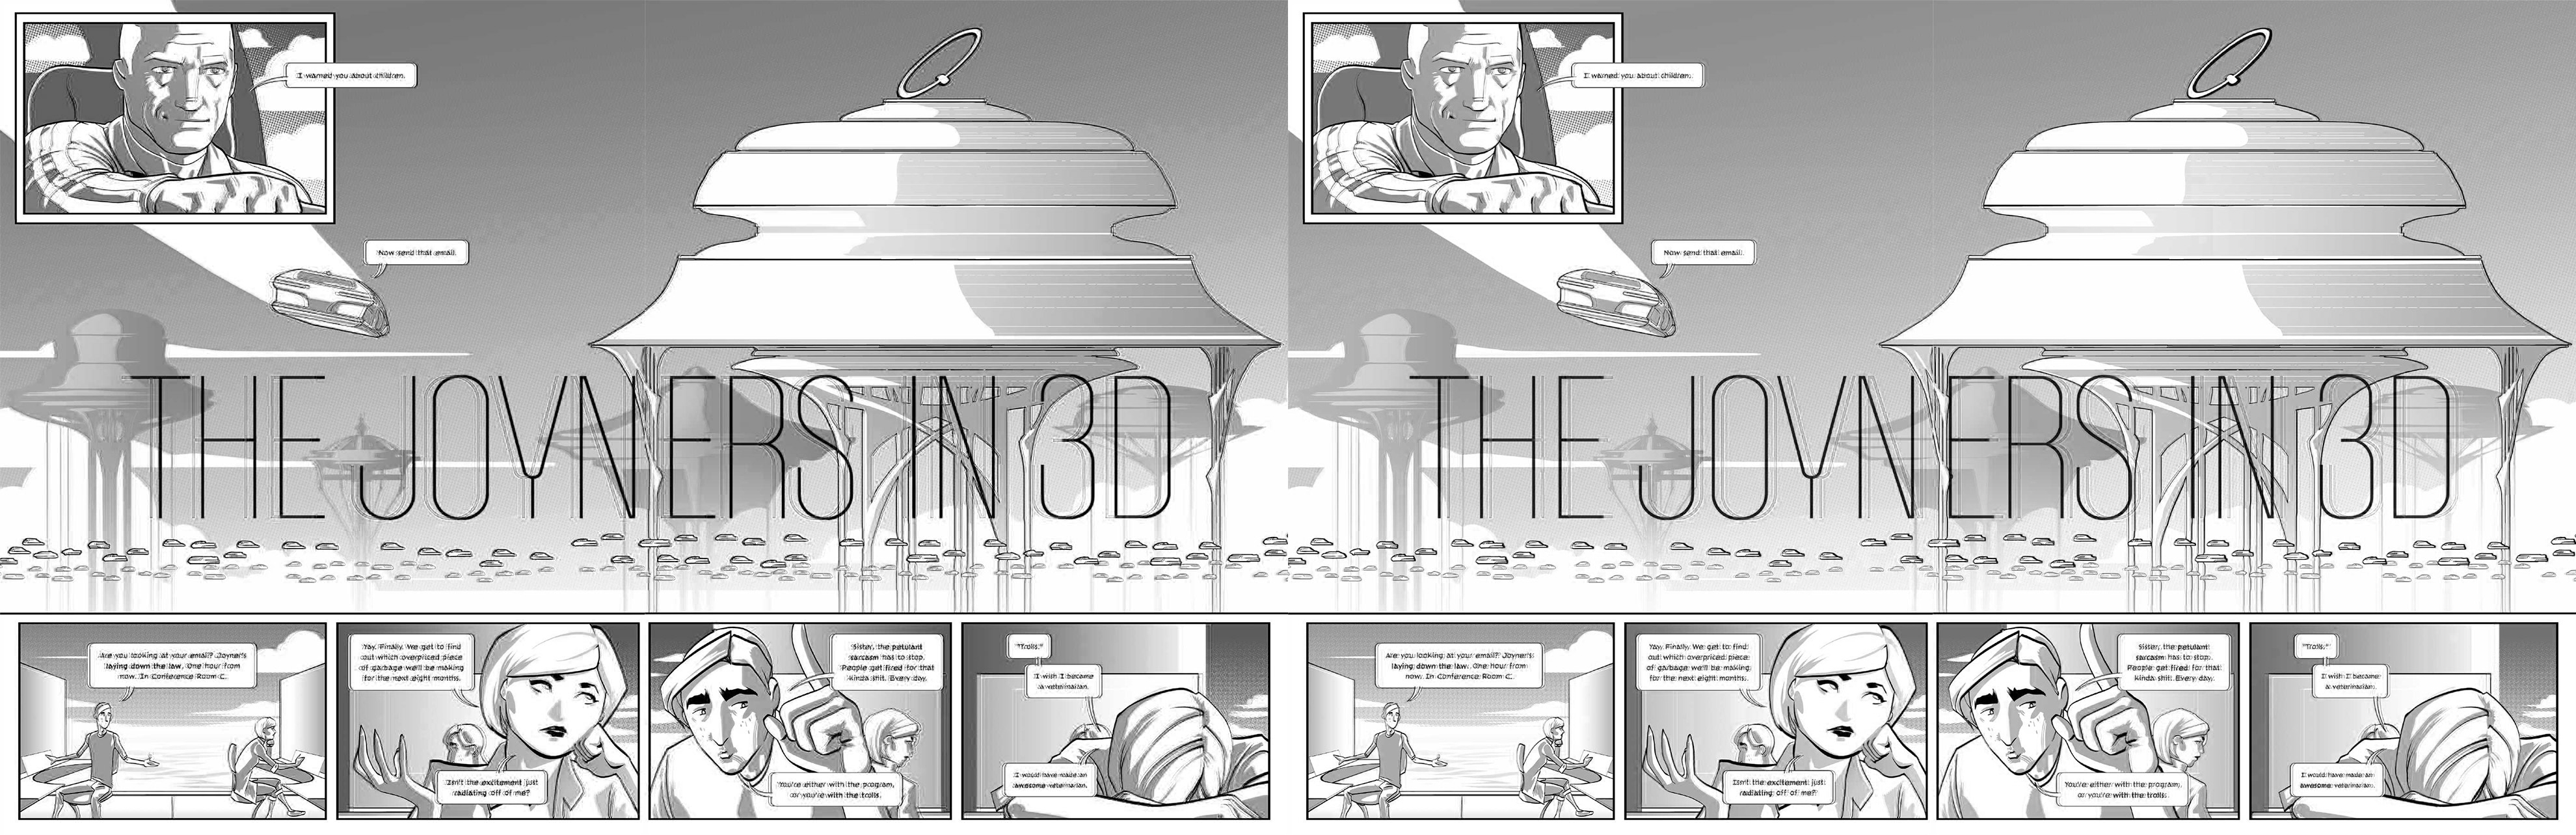 I warned you about children.
Now send that email.
THE JOYNERS IN 3D
Are you looking at your email? Joyner's
laying down the law. One hour from
now. In Conference Room C.
Yay. Finally. We get to find
out which overpriced piece
of garbage we'll be making
for the next eight months.
Isn't the excitement just
radiating off of me?
Sister, the petulant
sarcasm has to stop.
People get fired for that
kinda shit. Every day.
You're either with the program,
or you're with the trolls.
"Trolls."
I wish I became
a veterinarian.
I would have made an
awesome veterinarian.
I warned you about children.
Now send that email.
THE JOYNERS IN 3D
Are you looking at your email? Joyner's
laying down the law. One hour from
now. In Conference Room C.
Yay. Finally. We get to find
out which overpriced piece
of garbage we'll be making
for the next eight months.
Isn't the excitement just
radiating off of me?
Sister, the petulant
sarcasm has to stop.
People get fired for that
kinda shit. Every day.
You're either with the program,
or you're with the trolls.
"Trolls."
I wish I became
a veterinarian.
I would have made an
awesome veterinarian.